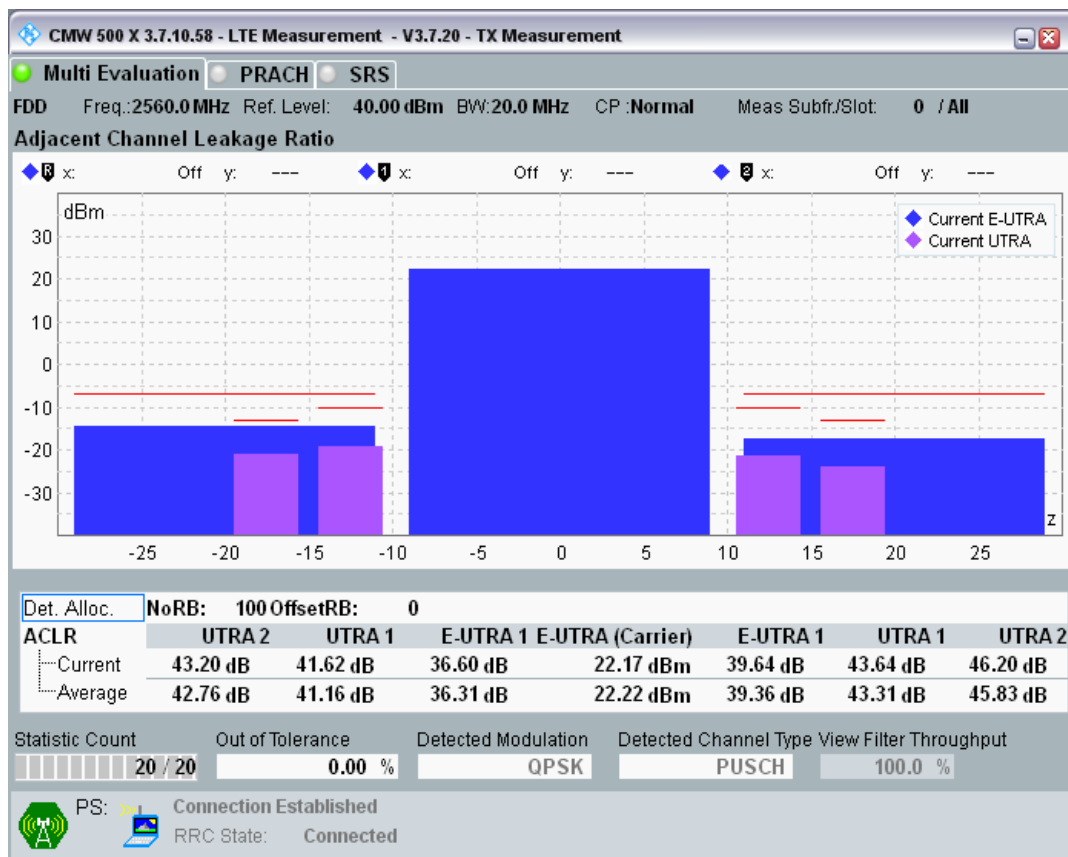 CMW 500 X 3.7.10.58 - LTE Measurement - V3.7.20 - TX Measurement
Multi Evaluation PRACH SRS
FDD Freq.:2560.0 MHz Ref. Level: 40.00 dBm BW:20.0 MHz CP :Normal Meas Subfr./Slot: 0 / All
Adjacent Channel Leakage Ratio
R x: Off y: --- 1 x: Off y: --- 2 x: Off y: ---
dBm
Current E-UTRA
Current UTRA
30
20
10
0
-10
-20
-30
z
-25 -20 -15 -10 -5 0 5 10 15 20 25
Det. Alloc. NoRB: 100 OffsetRB: 0
ACLR UTRA 2 UTRA 1 E-UTRA 1 E-UTRA (Carrier) E-UTRA 1 UTRA 1 UTRA 2
Current 43.20 dB 41.62 dB 36.60 dB 22.17 dBm 39.64 dB 43.64 dB 46.20 dB
Average 42.76 dB 41.16 dB 36.31 dB 22.22 dBm 39.36 dB 43.31 dB 45.83 dB
Statistic Count Out of Tolerance Detected Modulation Detected Channel Type View Filter Throughput
20 / 20 0.00 % QPSK PUSCH 100.0 %
PS: Connection Established
RRC State: Connected